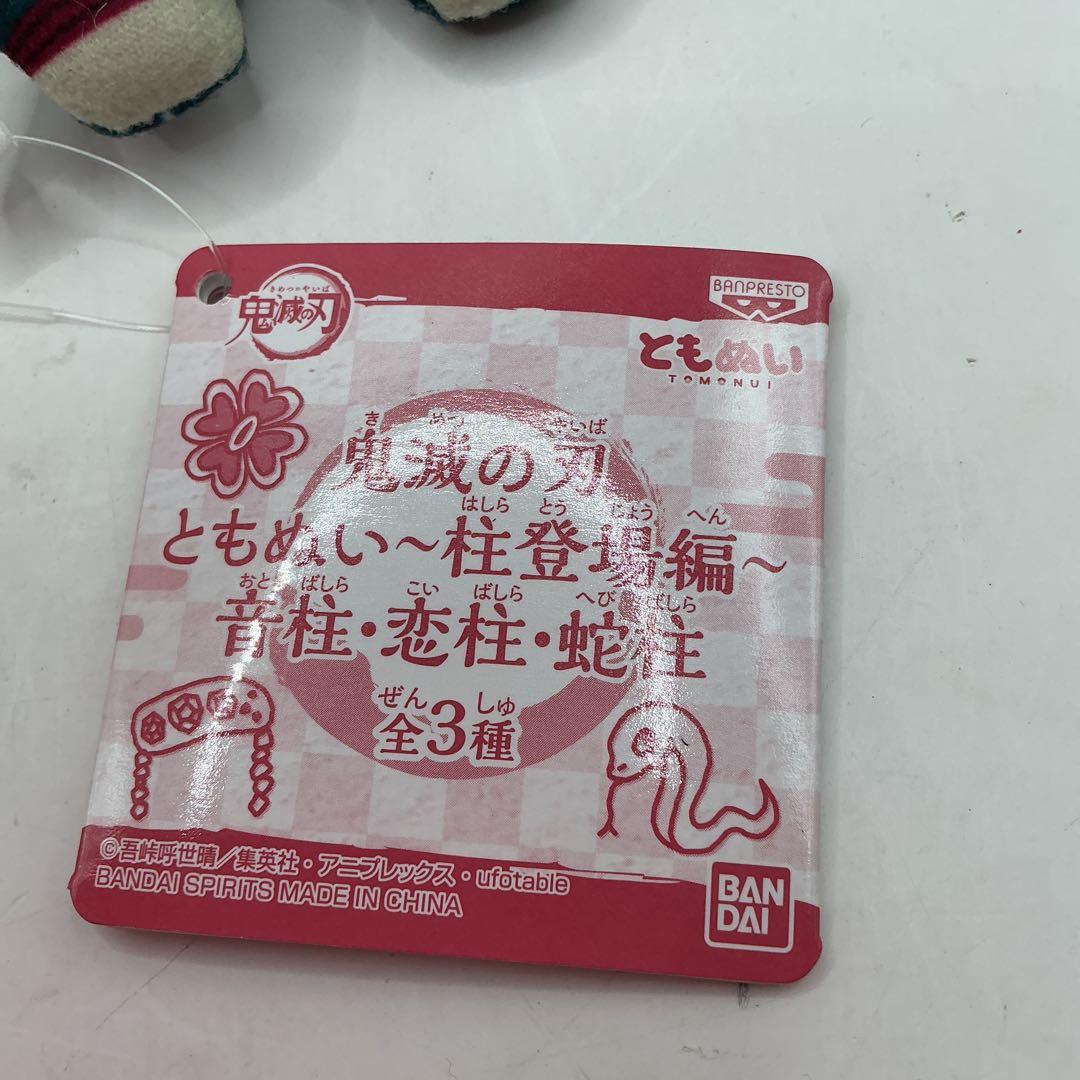 きめつのやいば
鬼滅の刃
BANPRESTO
ともぬい
TOMONUI
き めつ やいば
鬼滅の刃
はしら とう じょう へん
ともぬい～柱登場編～
おと ばしら こい ばしら へび ばしら
音柱・恋柱・蛇柱
ぜん しゅ
全3種
©吾峠呼世晴／集英社・アニプレックス・ufotable
BANDAI SPIRITS MADE IN CHINA
BAN
DAI